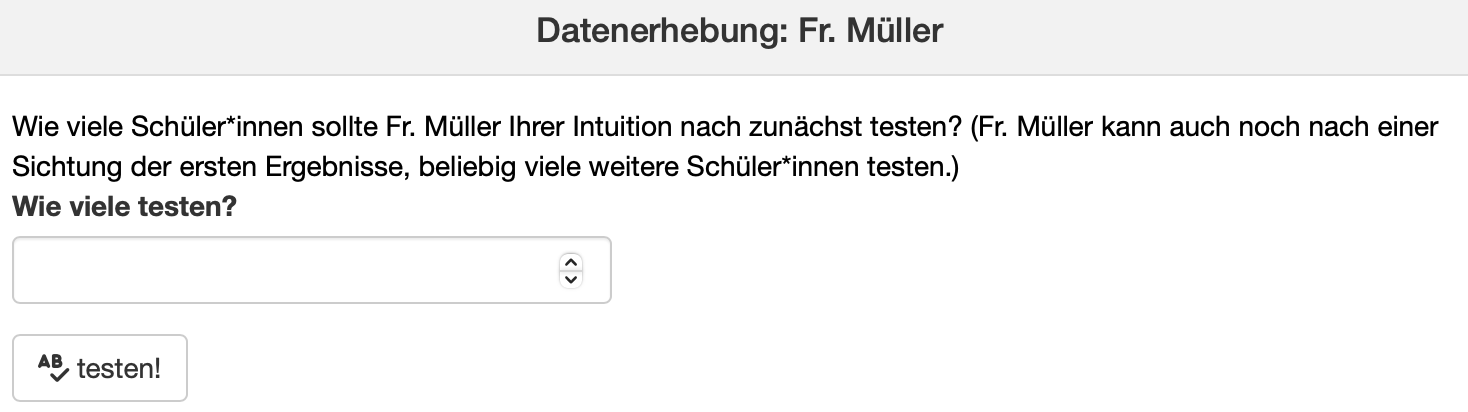 Datenerhebung: Fr. Müller
Wie viele Schüler*innen sollte Fr. Müller Ihrer Intuition nach zunächst testen? (Fr. Müller kann auch noch nach einer
Sichtung der ersten Ergebnisse, beliebig viele weitere Schüler*innen testen.)
Wie viele testen?
AB testen!